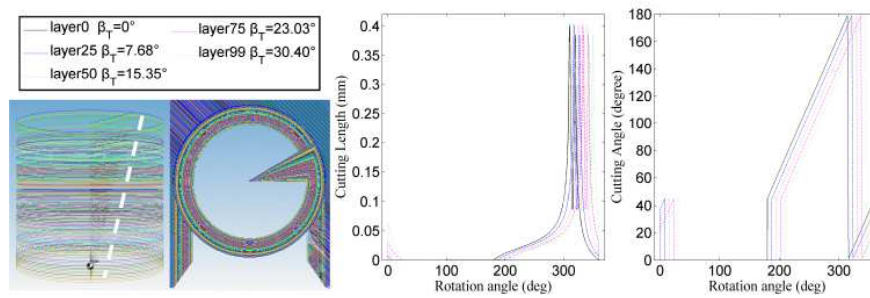 layer0 β_T=0°
layer75 β_T=23.03°
layer25 β_T=7.68°
layer99 β_T=30.40°
layer50 β_T=15.35°
Cutting Length (mm)
0.4
0.35
0.3
0.25
0.2
0.15
0.1
0.05
0
0 100 200 300
Rotation angle (deg)
Cutting Angle (degree)
180
160
140
120
100
80
60
40
20
0
0 100 200 300
Rotation angle (deg)